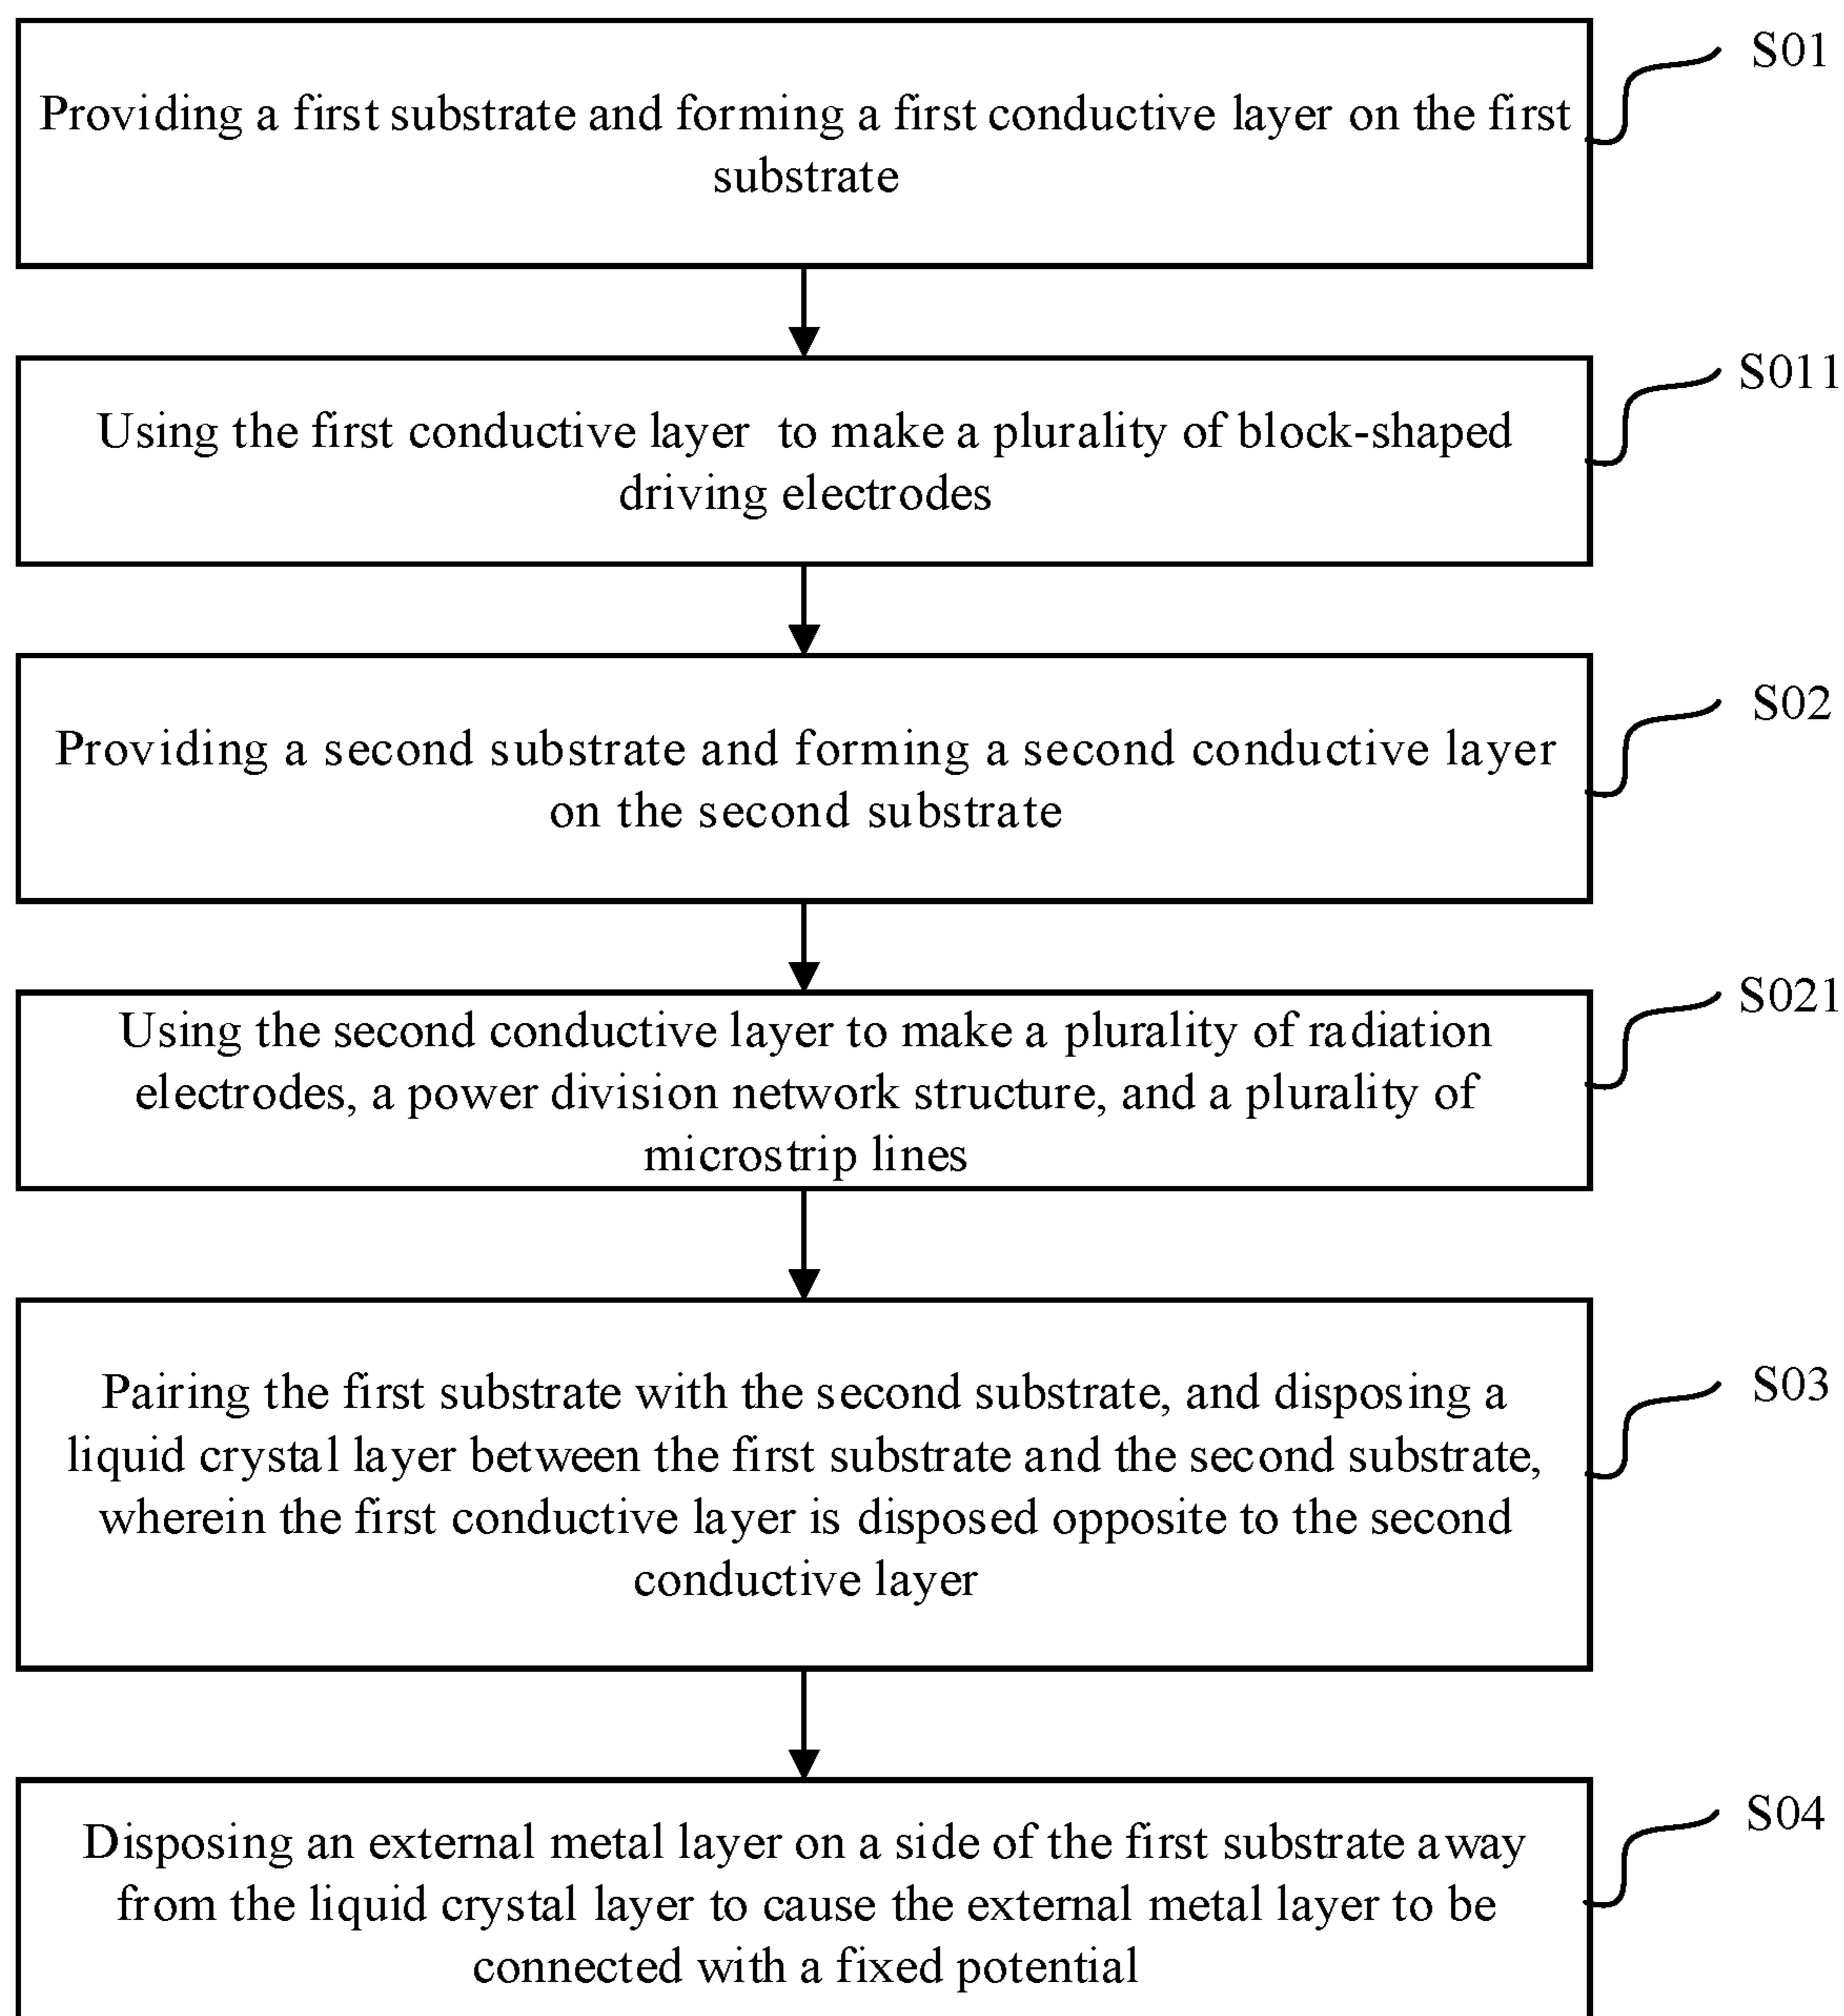 Providing a first substrate and forming a first conductive layer on the first
substrate
S01
Using the first conductive layer to make a plurality of block-shaped
driving electrodes
S011
Providing a second substrate and forming a second conductive layer
on the second substrate
S02
Using the second conductive layer to make a plurality of radiation
electrodes, a power division network structure, and a plurality of
microstrip lines
S021
Pairing the first substrate with the second substrate, and disposing a
liquid crystal layer between the first substrate and the second substrate,
wherein the first conductive layer is disposed opposite to the second
conductive layer
S03
Disposing an external metal layer on a side of the first substrate away
from the liquid crystal layer to cause the external metal layer to be
connected with a fixed potential
S04